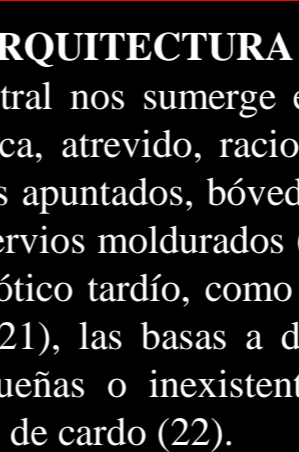 RQUITECTURA
tral nos sumerge e
ca, atrevido, racio
s apuntados, bóved
ervios moldurados (
ótico tardío, como
21), las basas a d
ueñas o inexistent
de cardo (22).